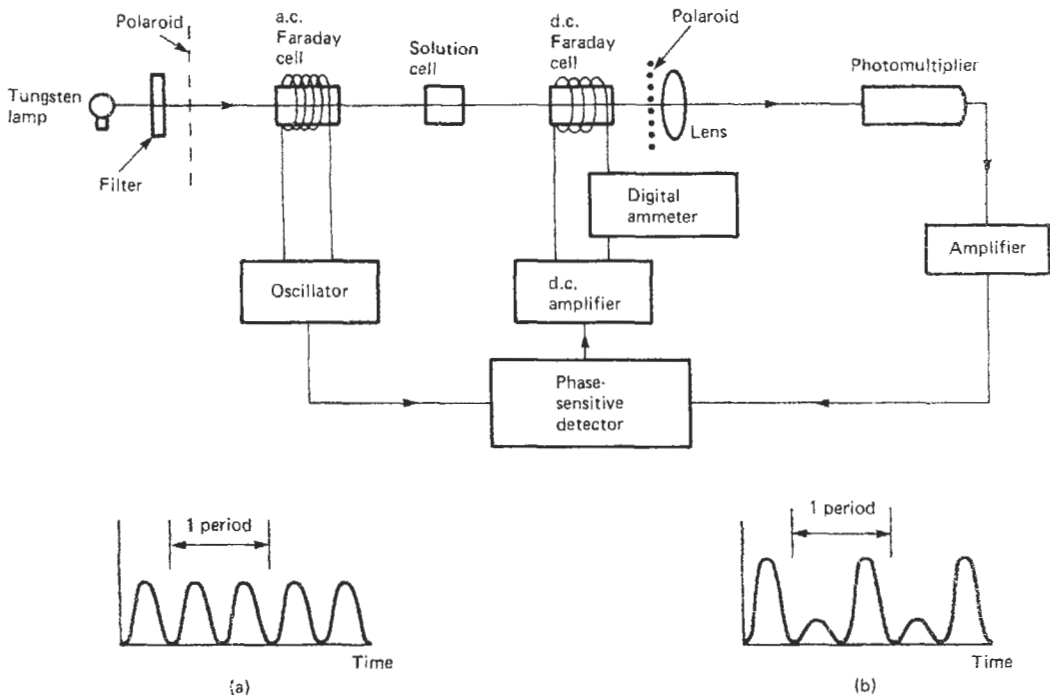 Polaroid
a.c.
Faraday
cell
Solution
cell
d.c.
Faraday
cell
Polaroid
Photomultiplier
Tungsten
lamp
Lens
Filter
Digital
ammeter
Amplifier
Oscillator
d.c.
amplifier
Phase-
sensitive
detector
1 period
Time
(a)
1 period
Time
(b)